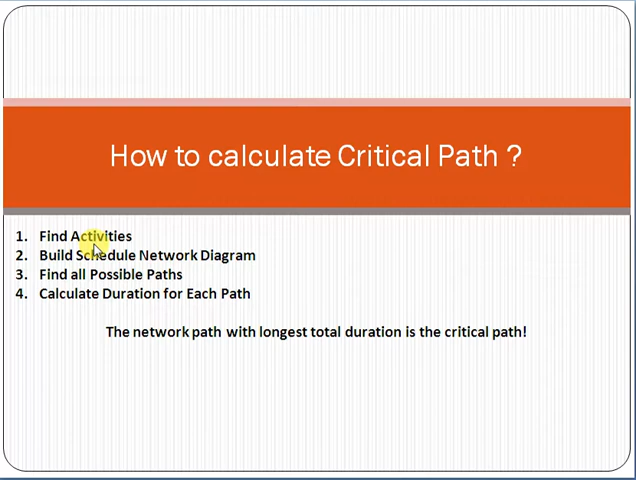 How to calculate Critical Path ?
1. Find Activities
2. Build Schedule Network Diagram
3. Find all Possible Paths
4. Calculate Duration for Each Path
The network path with longest total duration is the critical path!